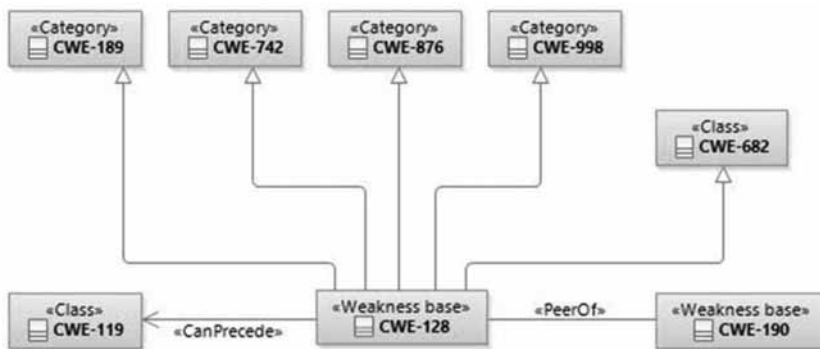 «Category»
CWE-189
«Category»
CWE-742
«Category»
CWE-876
«Category»
CWE-998
«Class»
CWE-682
«Class»
CWE-119
«CanPrecede»
«Weakness base»
CWE-128
«PeerOf»
«Weakness base»
CWE-190